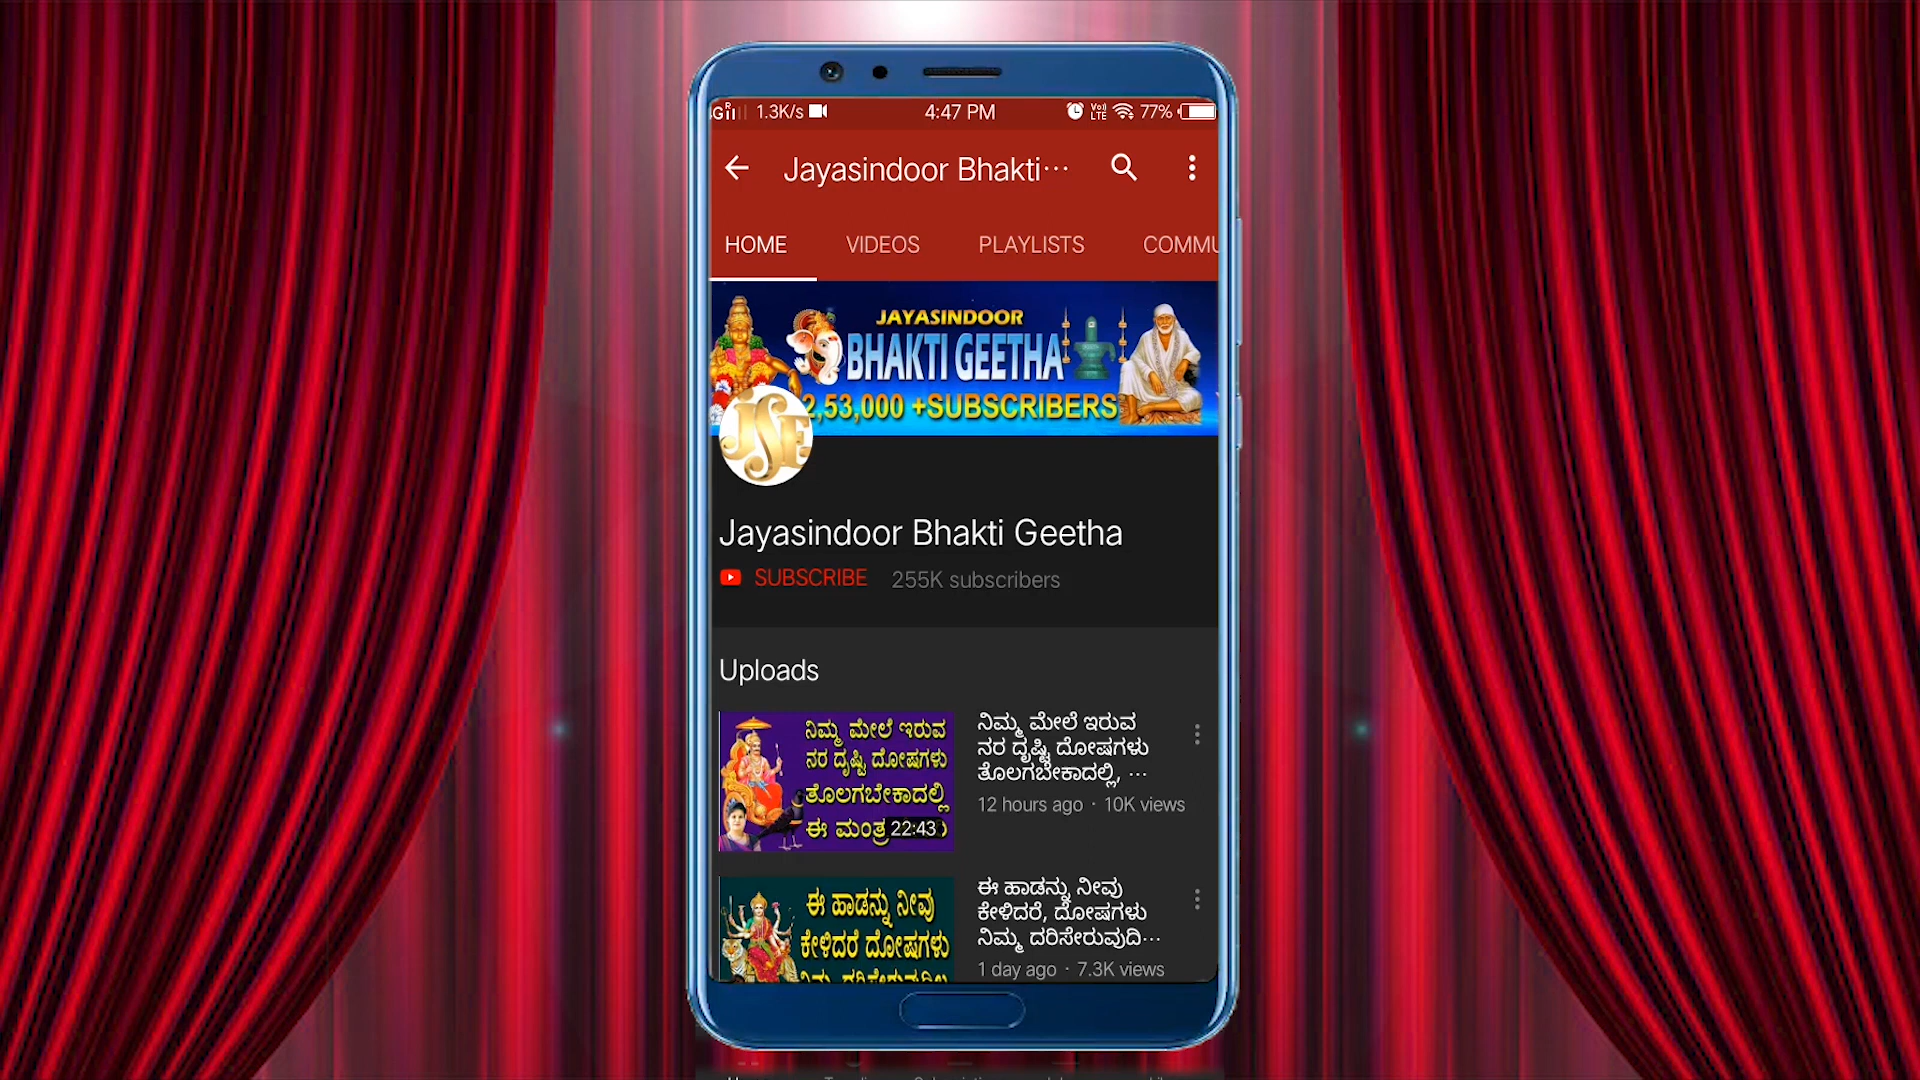 1.3K/s 4:47 PM VoLTE 77%
Jayasindoor Bhakti···
HOME VIDEOS PLAYLISTS COMMU
JAYASINDOOR
BHAKTI GEETHA
2,53,000 +SUBSCRIBERS
JSE
Jayasindoor Bhakti Geetha
SUBSCRIBE 255K subscribers
Uploads
ನಿಮ್ಮ ಮೇಲೆ ಇರುವ
ನರ ದೃಷ್ಟಿ ದೋಷಗಳು
ತೊಲಗಬೇಕಾದಲ್ಲಿ
ಈ ಮಂತ್ರ
22:43
ನಿಮ್ಮ ಮೇಲೆ ಇರುವ
ನರ ದೃಷ್ಟಿ ದೋಷಗಳು
ತೊಲಗಬೇಕಾದಲ್ಲಿ, ···
12 hours ago · 10K views
ಈ ಹಾಡನ್ನು ನೀವು
ಕೇಳಿದರೆ ದೋಷಗಳು
ಈ ಹಾಡನ್ನು ನೀವು
ಕೇಳಿದರೆ, ದೋಷಗಳು
ನಿಮ್ಮ ದರಿಸೇರುವುದಿ···
1 day ago · 7.3K views